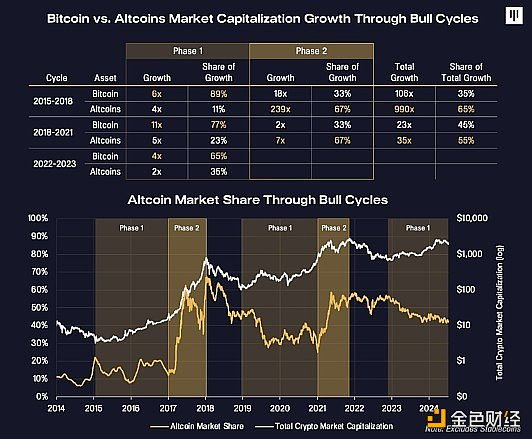 Bitcoin vs. Altcoins Market Capitalization Growth Through Bull Cycles
Phase 1 Phase 2
Cycle Asset Growth Share of Growth Growth Share of Growth Total Growth Share of Total Growth
2015-2018 Bitcoin 6x 89% 18x 33% 106x 35%
Altcoins 4x 11% 239x 67% 990x 65%
2018-2021 Bitcoin 11x 77% 2x 33% 23x 45%
Altcoins 5x 23% 7x 67% 35x 55%
2022-2023 Bitcoin 4x 65%
Altcoins 2x 35%
Altcoin Market Share Through Bull Cycles
100% Phase 1 Phase 2 Phase 1 Phase 2 Phase 1 $10,000
90%
80% $1,000
70%
60% $100
50%
40% $10
30%
20% $1
10%
0% $0
Total Crypto Market Capitalization (log)
2014 2015 2016 2017 2018 2019 2020 2021 2022 2023 2024
Altcoin Market Share Total Crypto Market Capitalization
Note: Excludes Stablecoins
金色财经